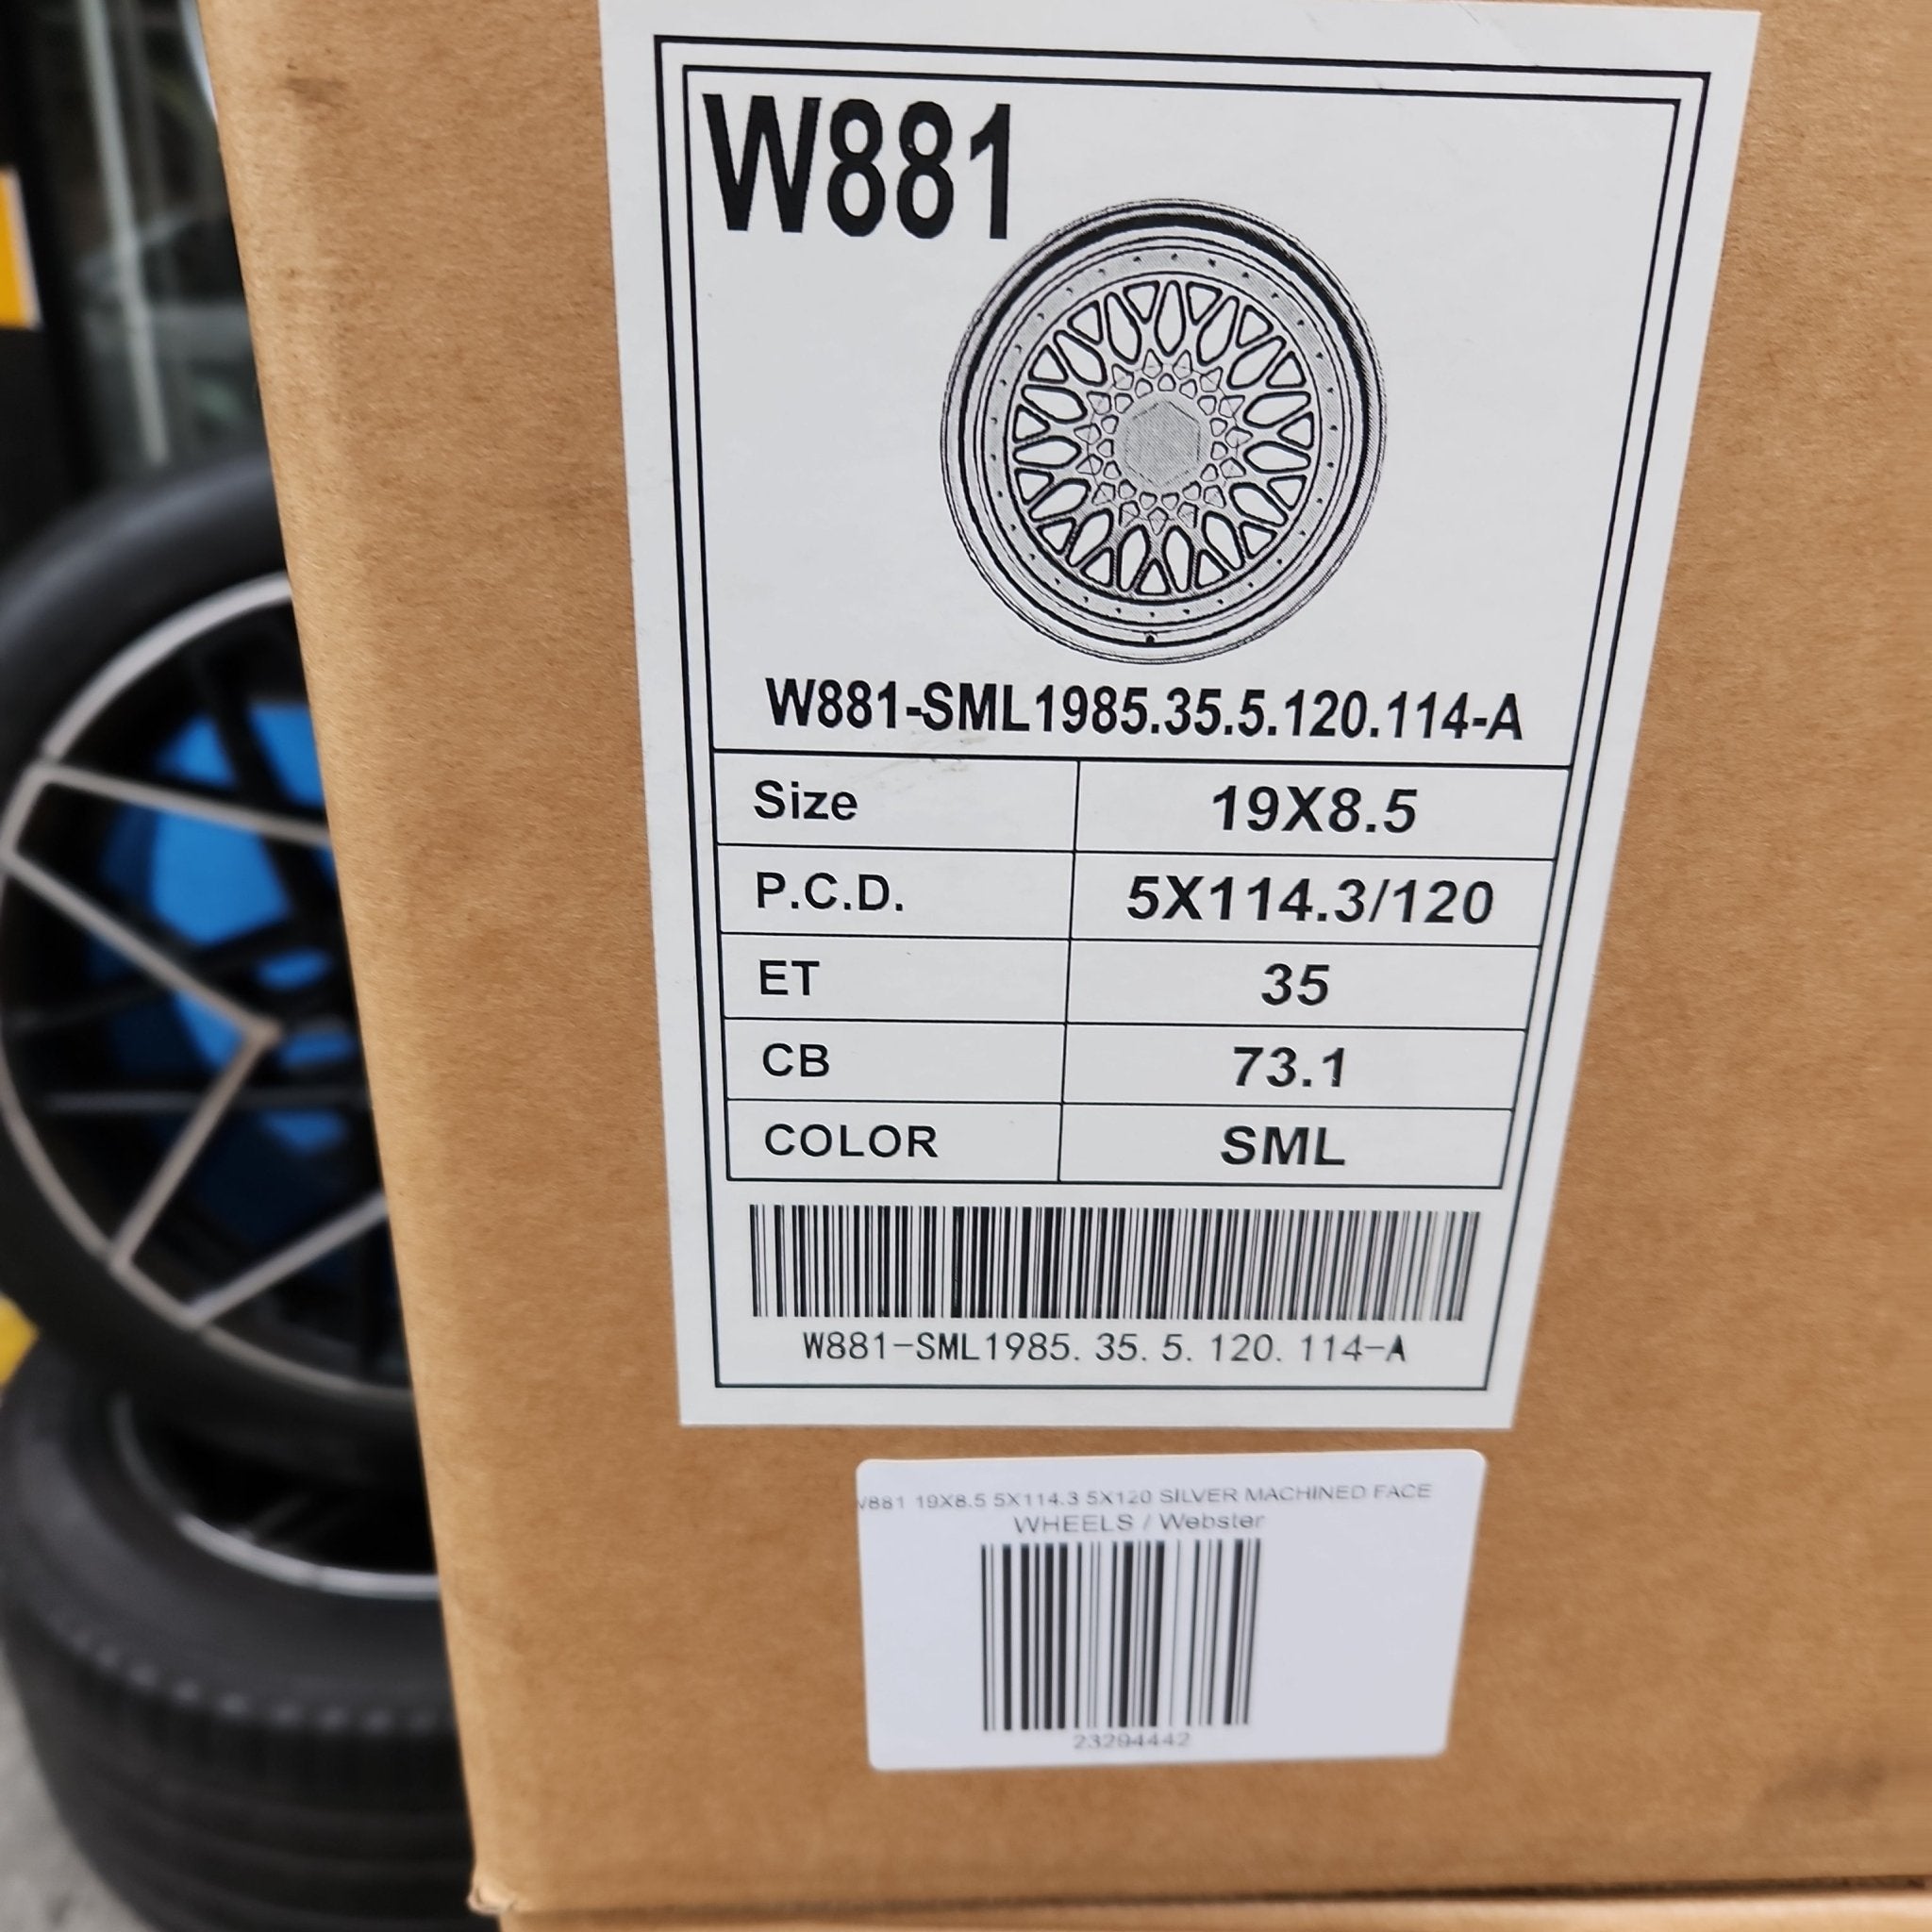 W881
W881-SML1985.35.5.120.114-A
Size 19X8.5
P.C.D. 5X114.3/120
ET 35
CB 73.1
COLOR SML
W881-SML1985. 35. 5. 120. 114-A
W881 19X8.5 5X114.3 5X120 SILVER MACHINED FACE
WHEELS / Webster
23294442